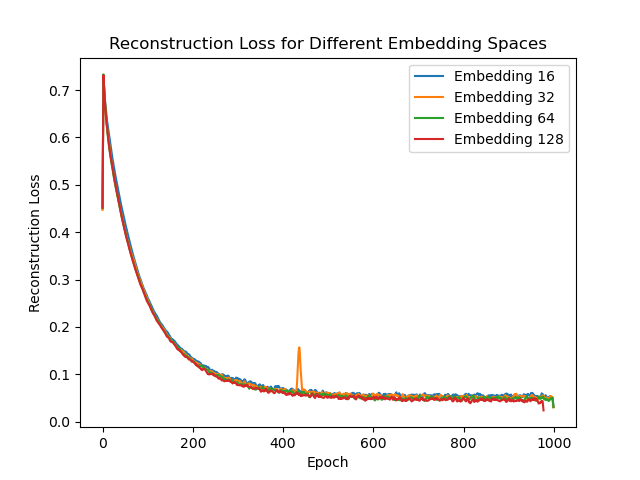 Reconstruction Loss for Different Embedding Spaces
Embedding 16
Embedding 32
Embedding 64
Embedding 128
Reconstruction Loss
0.7
0.6
0.5
0.4
0.3
0.2
0.1
0.0
0 200 400 600 800 1000
Epoch